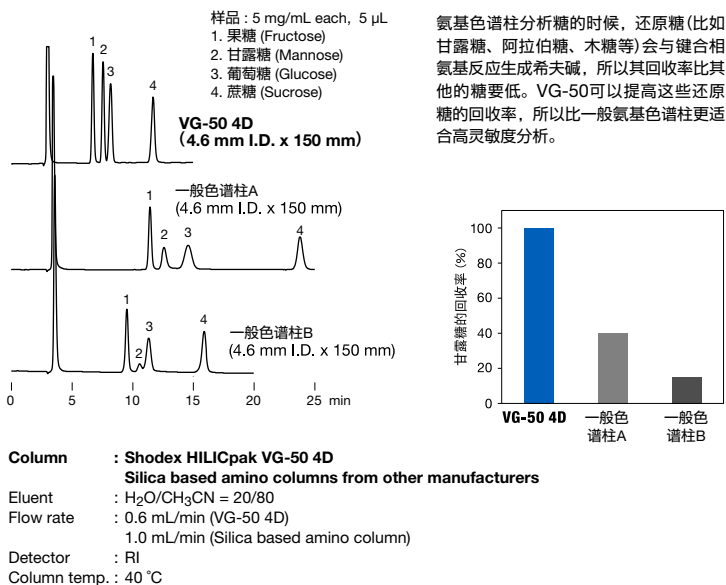 样品 : 5 mg/mL each, 5 µL
1. 果糖 (Fructose)
2. 甘露糖 (Mannose)
3. 葡萄糖 (Glucose)
4. 蔗糖 (Sucrose)
1
2
3
4
VG-50 4D
(4.6 mm I.D. x 150 mm)
一般色谱柱A
(4.6 mm I.D. x 150 mm)
1
2
3
4
一般色谱柱B
(4.6 mm I.D. x 150 mm)
1
2
3
4
0 5 10 15 20 25 min
氨基色谱柱分析糖的时候，还原糖(比如
甘露糖、阿拉伯糖、木糖等)会与键合相
氨基反应生成希夫碱，所以其回收率比其
他的糖要低。VG-50可以提高这些还原
糖的回收率，所以比一般氨基色谱柱更适
合高灵敏度分析。
甘露糖的回收率 (%)
100
80
60
40
20
0
VG-50 4D
一般色
谱柱A
一般色
谱柱B
Column : Shodex HILICpak VG-50 4D
Silica based amino columns from other manufacturers
Eluent : H₂O/CH₃CN = 20/80
Flow rate : 0.6 mL/min (VG-50 4D)
1.0 mL/min (Silica based amino column)
Detector : RI
Column temp. : 40 °C